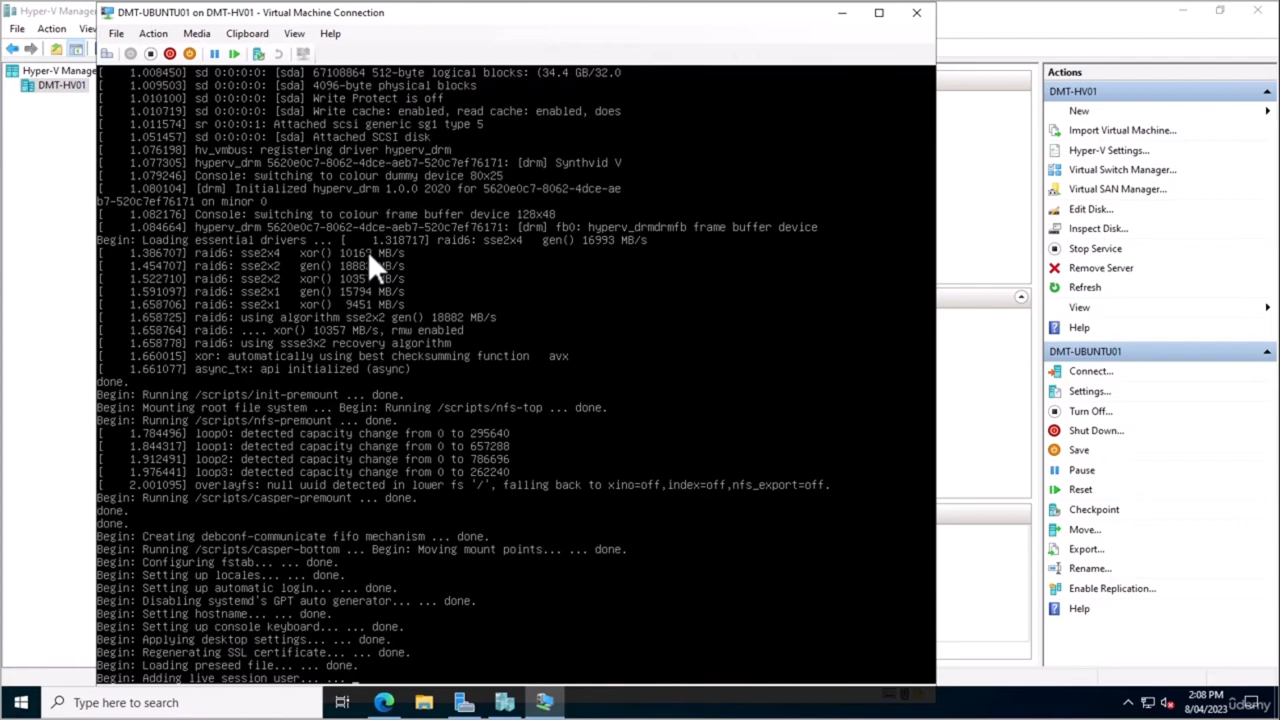 Hyper-V Manager
File Action View
Hyper-V Manage
DMT-HV01
DMT-UBUNTU01 on DMT-HV01 - Virtual Machine Connection
File Action Media Clipboard View Help
[ 1.008450] sd 0:0:0:0: [sda] 67108864 512-byte logical blocks: (34.4 GB/32.0
[ 1.009503] sd 0:0:0:0: [sda] 4096-byte physical blocks
[ 1.010100] sd 0:0:0:0: [sda] Write Protect is off
[ 1.010719] sd 0:0:0:0: [sda] Write cache: enabled, read cache: enabled, does
[ 1.011574] sr 0:0:0:1: Attached scsi generic sg1 type 5
[ 1.051457] sd 0:0:0:0: [sda] Attached SCSI disk
[ 1.076198] hv_vmbus: registering driver hyperv_drm
[ 1.077305] hyperv_drm 5620e0c7-8062-4dce-aeb7-520c7ef76171: [drm] Synthvid V
[ 1.079246] Console: switching to colour dummy device 80x25
[ 1.080104] [drm] Initialized hyperv_drm 1.0.0 2020 for 5620e0c7-8062-4dce-ae
b7-520c7ef76171 on minor 0
[ 1.082176] Console: switching to colour frame buffer device 128x48
[ 1.084664] hyperv_drm 5620e0c7-8062-4dce-aeb7-520c7ef76171: [drm] fb0: hyperv_drmdrmfb frame buffer device
Begin: Loading essential drivers ... [ 1.318717] raid6: sse2x4 gen() 16993 MB/s
[ 1.386707] raid6: sse2x4 xor() 10169 MB/s
[ 1.454707] raid6: sse2x2 gen() 18882 MB/s
[ 1.522710] raid6: sse2x2 xor() 10357 MB/s
[ 1.591097] raid6: sse2x1 gen() 15794 MB/s
[ 1.658706] raid6: sse2x1 xor() 9451 MB/s
[ 1.658725] raid6: using algorithm sse2x2 gen() 18882 MB/s
[ 1.658764] raid6: .... xor() 10357 MB/s, rmw enabled
[ 1.658778] raid6: using ssse3x2 recovery algorithm
[ 1.660015] xor: automatically using best checksumming function avx
[ 1.661077] async_tx: api initialized (async)
done.
Begin: Running /scripts/init-premount ... done.
Begin: Mounting root file system ... Begin: Running /scripts/nfs-top ... done.
Begin: Running /scripts/nfs-premount ... done.
[ 1.784496] loop0: detected capacity change from 0 to 295640
[ 1.844317] loop1: detected capacity change from 0 to 657288
[ 1.912491] loop2: detected capacity change from 0 to 786696
[ 1.976441] loop3: detected capacity change from 0 to 262240
[ 2.001095] overlayfs: null uuid detected in lower fs '/', falling back to xino=off,index=off,nfs_export=off.
Begin: Running /scripts/casper-premount ... done.
done.
done.
Begin: Creating debconf-communicate fifo mechanism ... done.
Begin: Running /scripts/casper-bottom ... Begin: Moving mount points... ... done.
Begin: Configuring fstab... ... done.
Begin: Setting up locales... ... done.
Begin: Setting up automatic login... ... done.
Begin: Disabling systemd's GPT auto generator... ... done.
Begin: Setting hostname... ... done.
Begin: Setting up console keyboard... ... done.
Begin: Applying desktop settings... ... done.
Begin: Regenerating SSL certificate... ... done.
Begin: Loading preseed file... ... done.
Begin: Adding live session user... ... _
Actions
DMT-HV01
New
Import Virtual Machine...
Hyper-V Settings...
Virtual Switch Manager...
Virtual SAN Manager...
Edit Disk...
Inspect Disk...
Stop Service
Remove Server
Refresh
View
Help
DMT-UBUNTU01
Connect...
Settings...
Turn Off...
Shut Down...
Save
Pause
Reset
Checkpoint
Move...
Export...
Rename...
Enable Replication...
Help
Type here to search
2:08 PM
8/04/2023
udemy